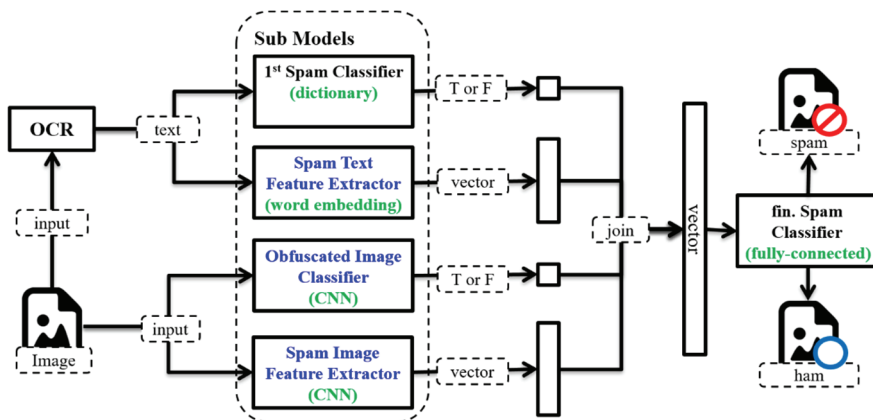 Sub Models
1st Spam Classifier
(dictionary)
T or F
OCR
text
Spam Text
Feature Extractor
(word embedding)
vector
input
join
vector
fin. Spam
Classifier
(fully-connected)
spam
Obfuscated Image
Classifier
(CNN)
T or F
Image
input
Spam Image
Feature Extractor
(CNN)
vector
ham